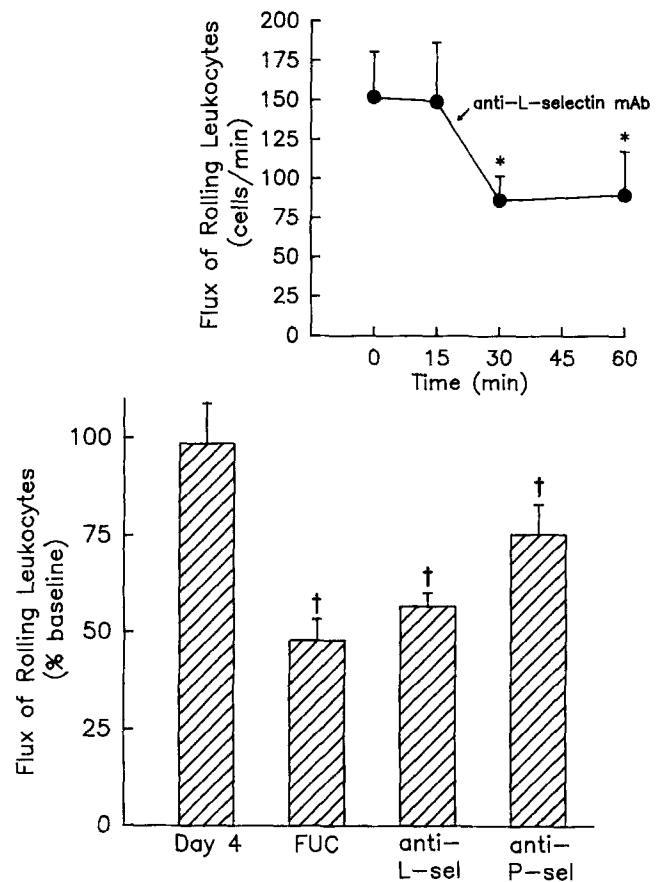 Flux of Rolling Leukocytes
(cells/min)
200
175
150
125
100
75
50
25
0
anti-L-selectin mAb
*
*
0 15 30 45 60
Time (min)
Flux of Rolling Leukocytes
(% baseline)
100
75
50
25
0
†
†
†
Day 4 FUC anti-L-sel anti-P-sel